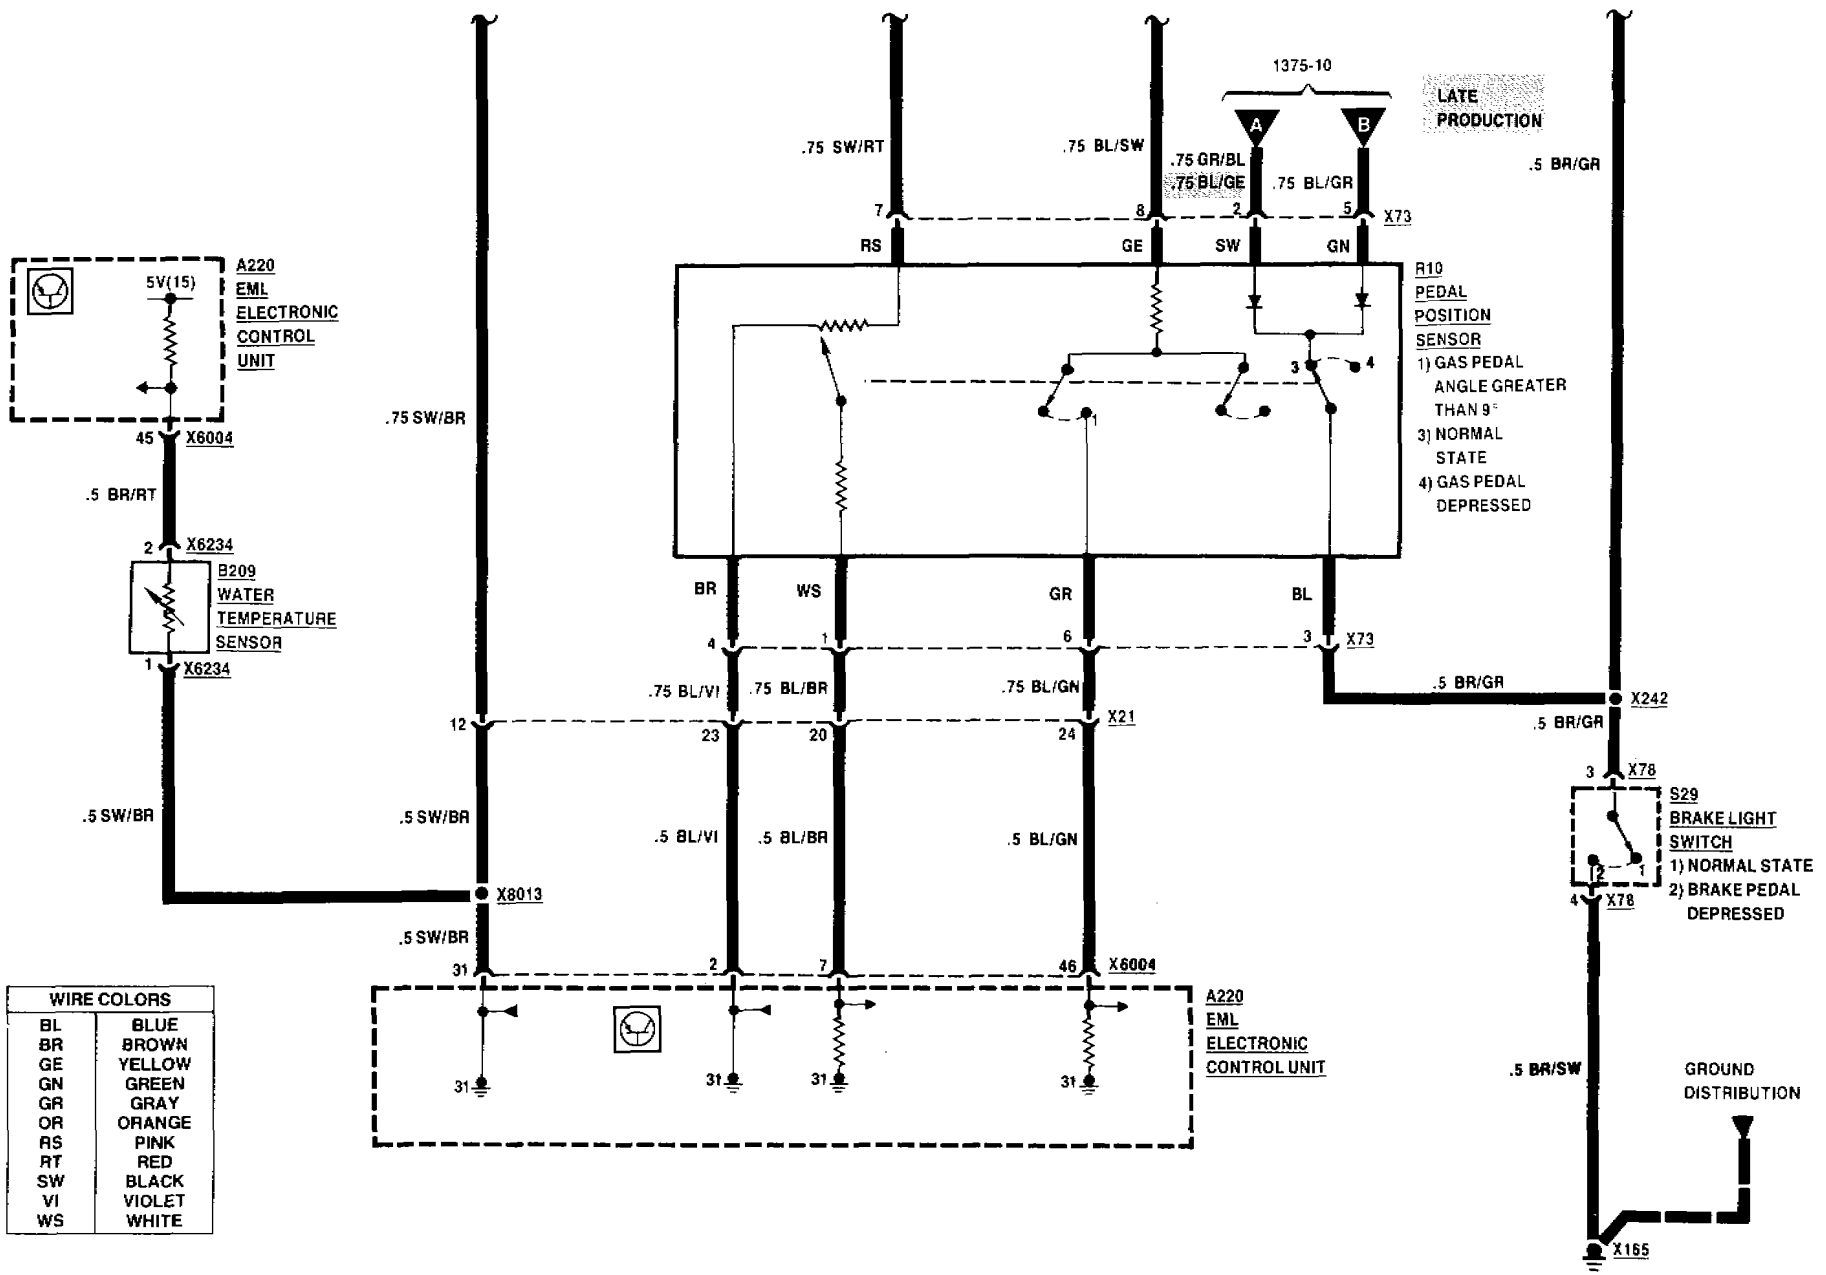 1375-10
LATE
PRODUCTION
A
B
.75 SW/RT
.75 BL/SW
.75 GR/BL
.75 BL/GE
.75 BL/GR
.5 BR/GR
7
8
2
5
X73
RS
GE
SW
GN
A220
EML
ELECTRONIC
CONTROL
UNIT
5V(15)
R10
PEDAL
POSITION
SENSOR
1) GAS PEDAL
ANGLE GREATER
THAN 9°
3) NORMAL
STATE
4) GAS PEDAL
DEPRESSED
3
4
1
.75 SW/BR
45
X6004
.5 BR/RT
2
X6234
B209
WATER
TEMPERATURE
SENSOR
1
X6234
BR
WS
GR
BL
4
1
6
3
X73
.75 BL/VI
.75 BL/BR
.75 BL/GN
.5 BR/GR
X242
12
23
20
24
X21
.5 BR/GR
3
X78
S29
BRAKE LIGHT
SWITCH
1) NORMAL STATE
2) BRAKE PEDAL
DEPRESSED
2
1
4
X78
.5 SW/BR
.5 SW/BR
.5 BL/VI
.5 BL/BR
.5 BL/GN
X8013
.5 SW/BR
31
2
7
46
X6004
A220
EML
ELECTRONIC
CONTROL UNIT
31
31
31
31
.5 BR/SW
GROUND
DISTRIBUTION
X165
WIRE COLORS
BL BLUE
BR BROWN
GE YELLOW
GN GREEN
GR GRAY
OR ORANGE
RS PINK
RT RED
SW BLACK
VI VIOLET
WS WHITE